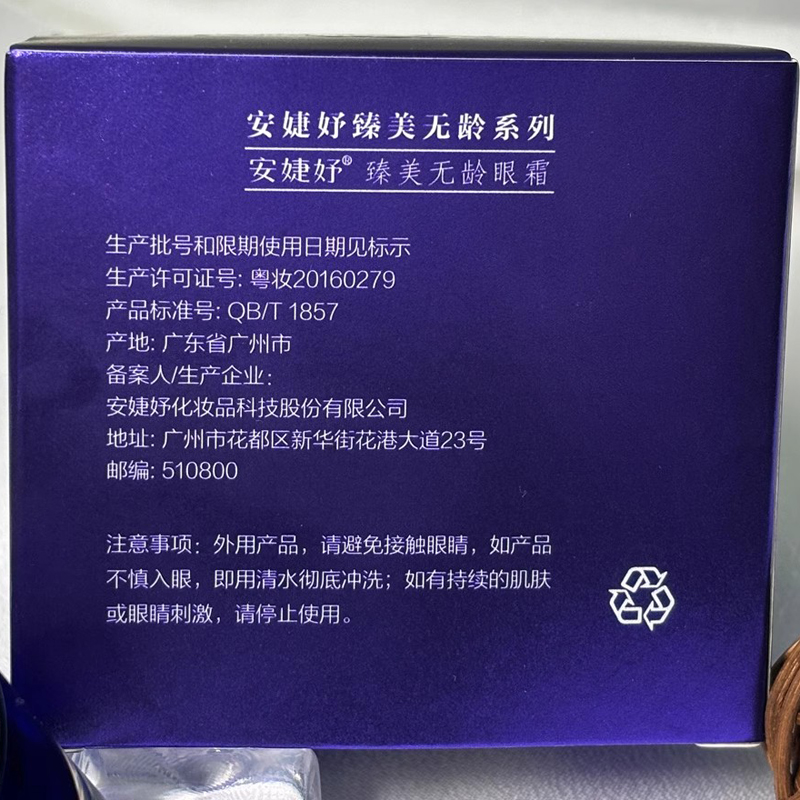 安婕妤臻美无龄系列
安婕妤® 臻美无龄眼霜
生产批号和限期使用日期见标示
生产许可证号: 粤妆20160279
产品标准号: QB/T 1857
产地: 广东省广州市
备案人/生产企业:
安婕妤化妆品科技股份有限公司
地址: 广州市花都区新华街花港大道23号
邮编: 510800
注意事项: 外用产品，请避免接触眼睛，如产品
不慎入眼，即用清水彻底冲洗；如有持续的肌肤
或眼睛刺激，请停止使用。